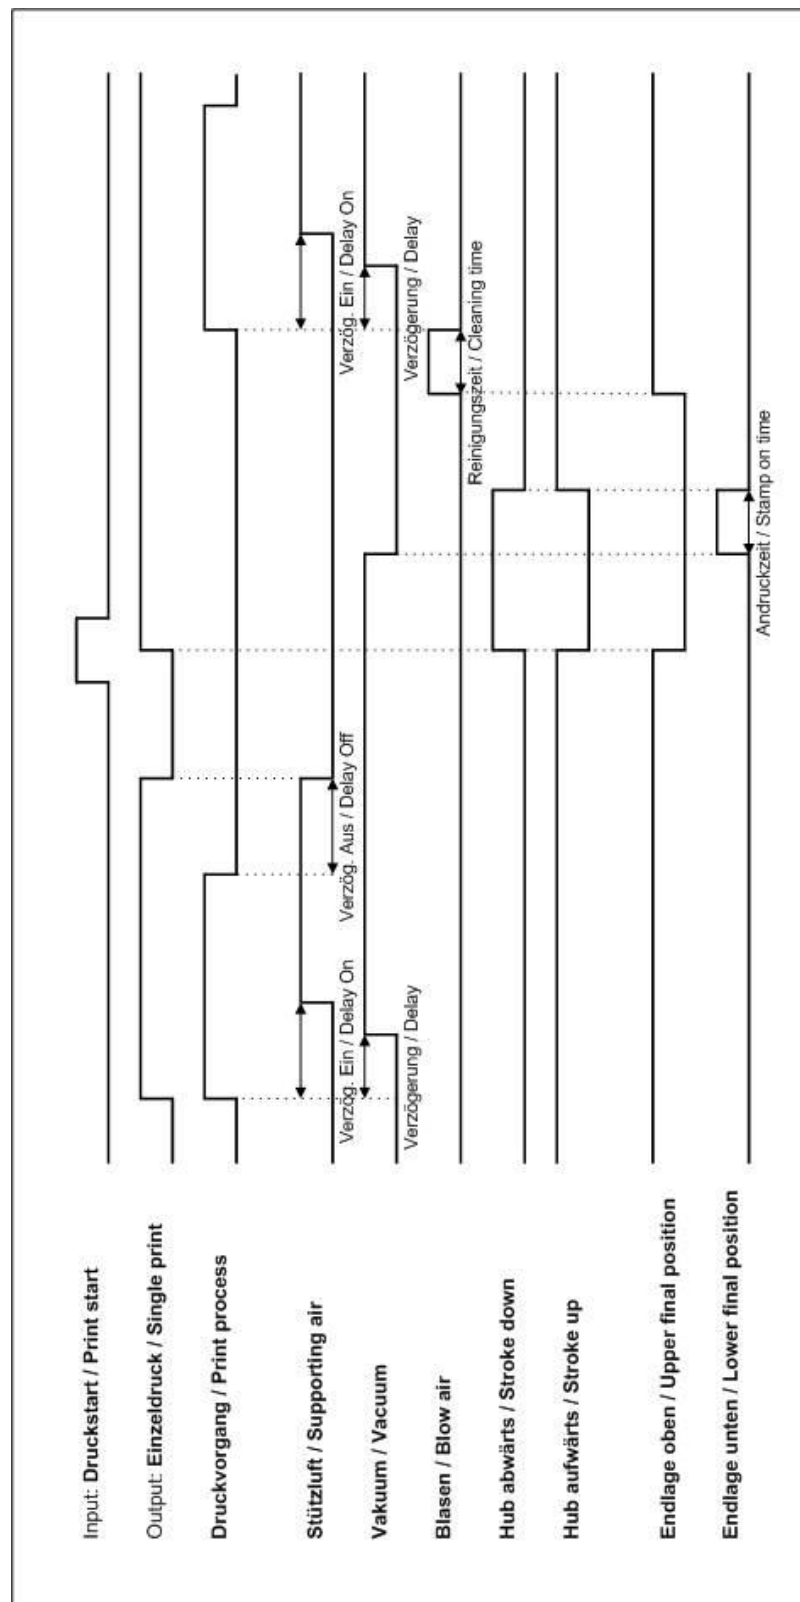 Input: Druckstart / Print start
Output: Einzeldruck / Single print
Druckvorgang / Print process
Stützluft / Supporting air
Verzög. Ein / Delay On
Verzög. Aus / Delay Off
Verzög. Ein / Delay On
Vakuum / Vacuum
Verzögerung / Delay
Verzögerung / Delay
Blasen / Blow air
Reinigungszeit / Cleaning time
Hub abwärts / Stroke down
Hub aufwärts / Stroke up
Endlage oben / Upper final position
Endlage unten / Lower final position
Andruckzeit / Stamp on time